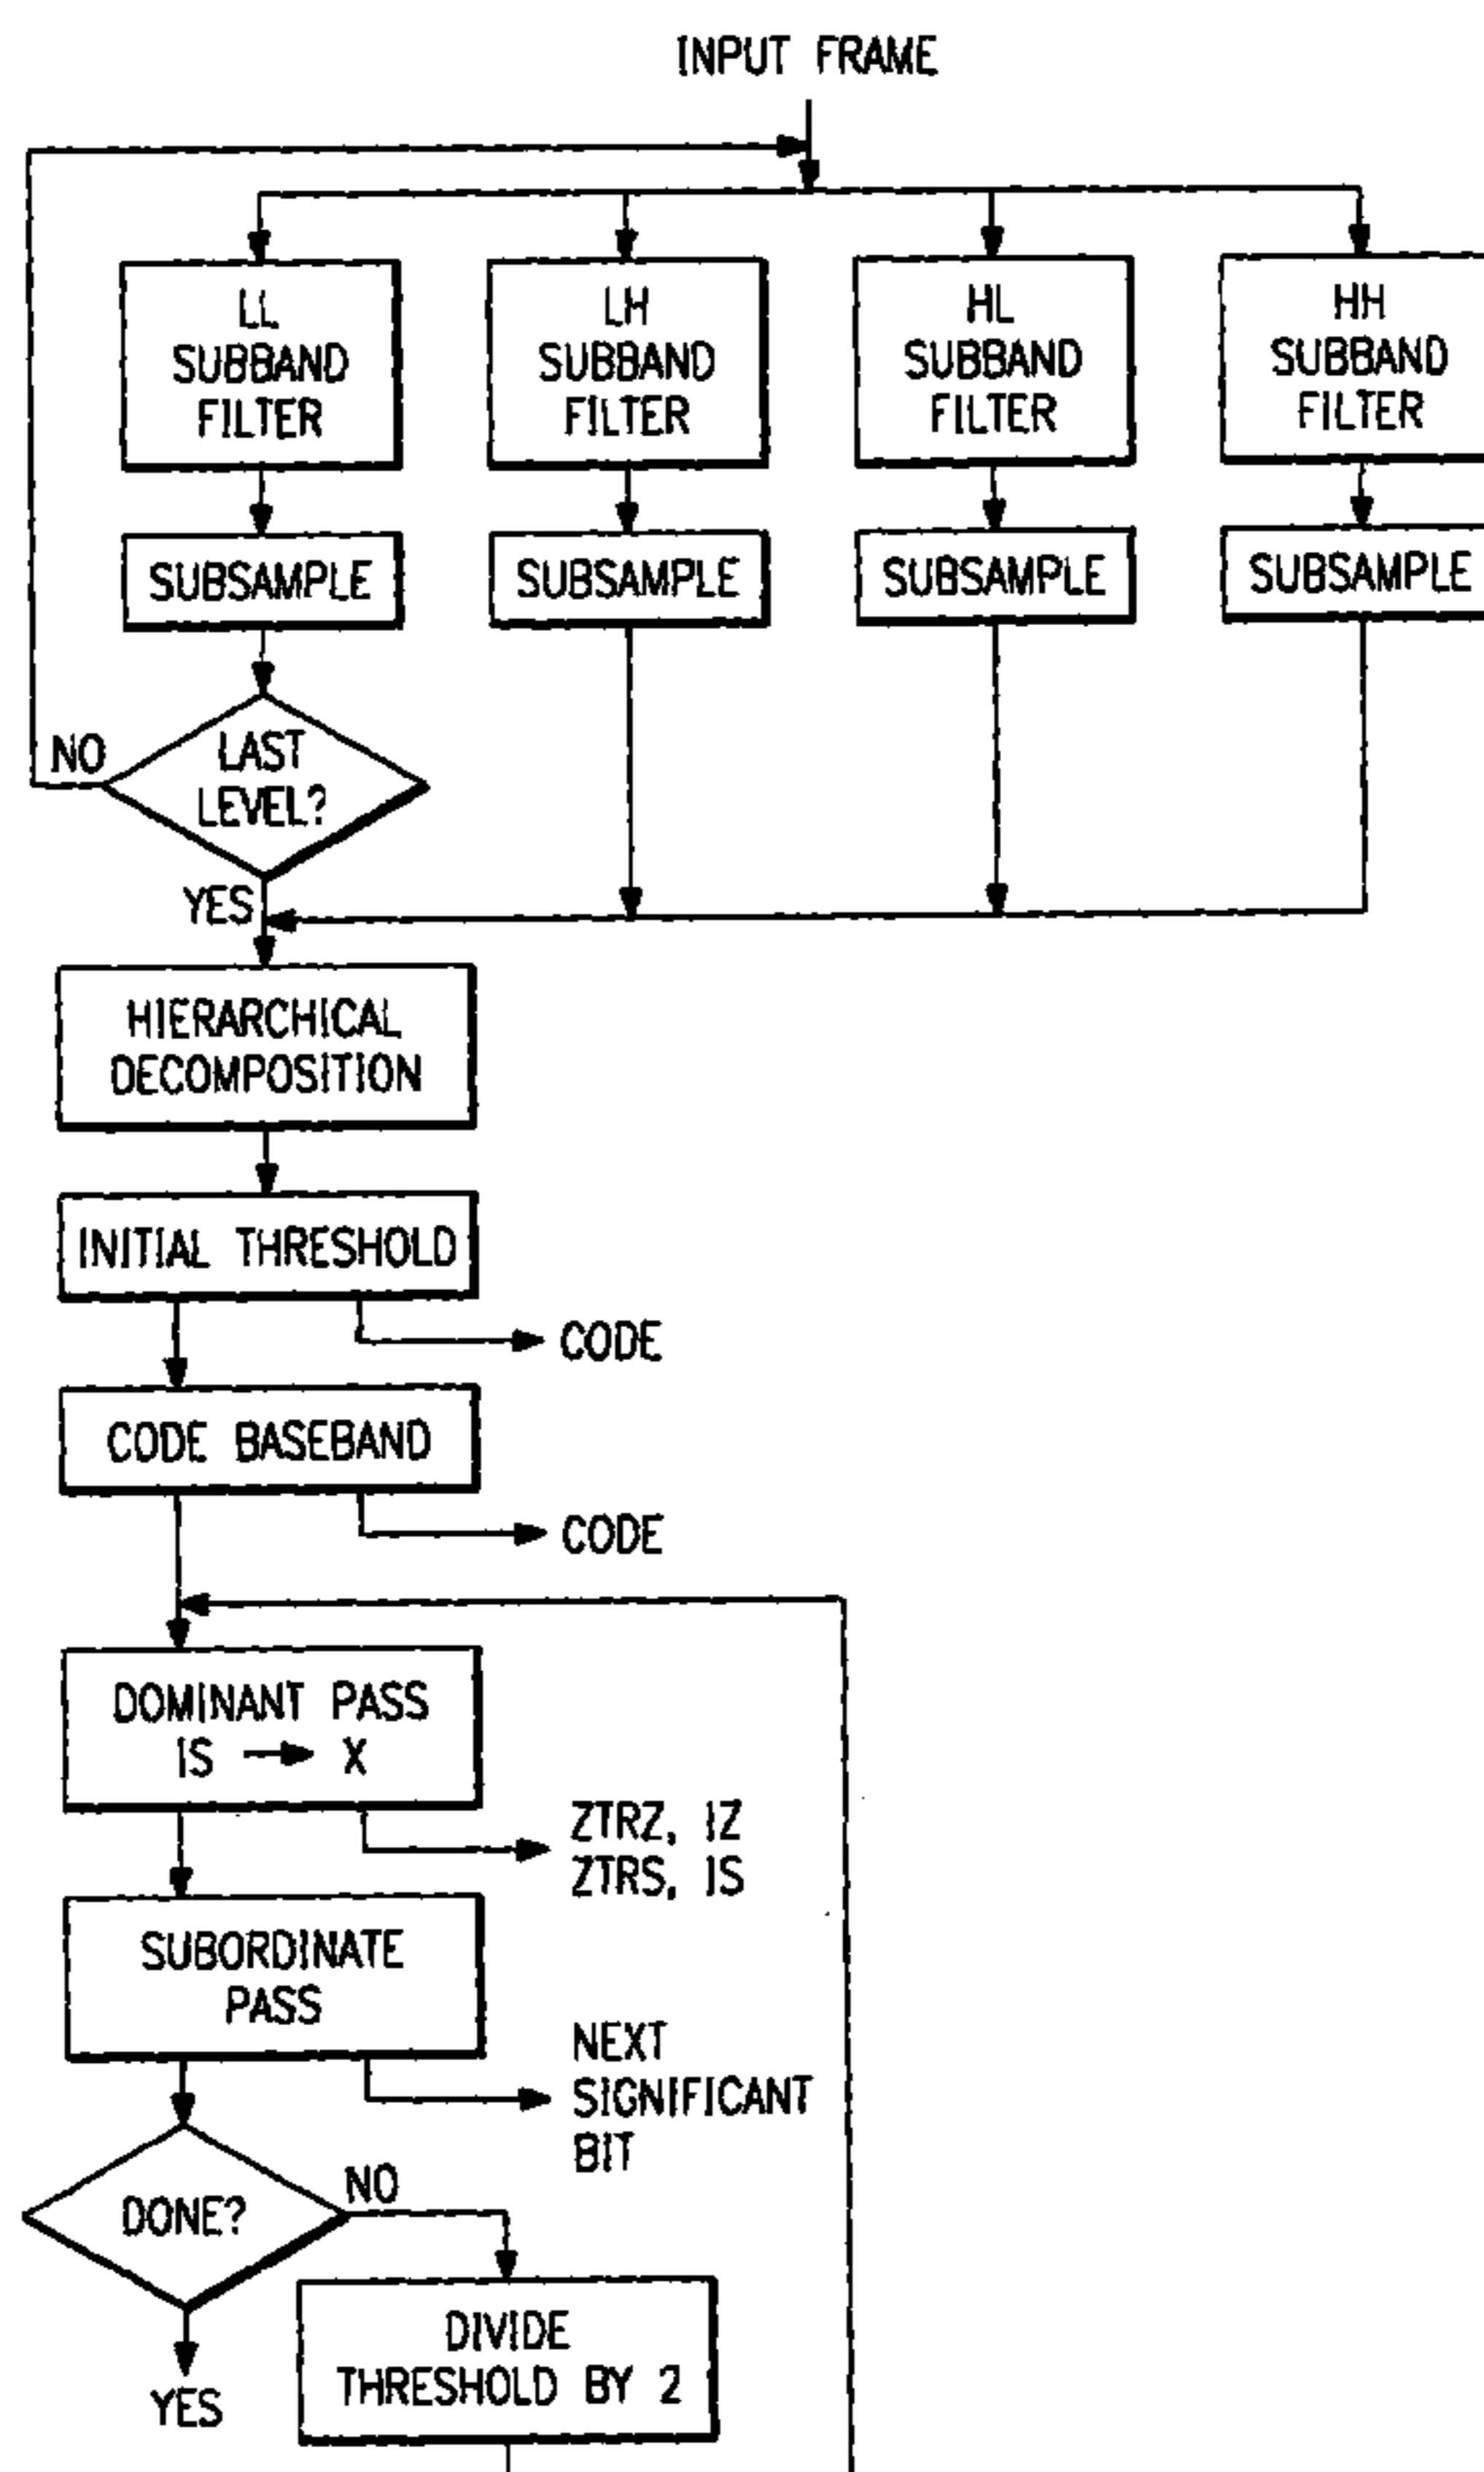 INPUT FRAME
LL
SUBBAND
FILTER
LH
SUBBAND
FILTER
HL
SUBBAND
FILTER
HH
SUBBAND
FILTER
SUBSAMPLE
SUBSAMPLE
SUBSAMPLE
SUBSAMPLE
NO
LAST
LEVEL?
YES
HIERARCHICAL
DECOMPOSITION
INITIAL THRESHOLD
CODE
CODE BASEBAND
CODE
DOMINANT PASS
IS → X
ZTRZ, IZ
ZTRS, IS
SUBORDINATE
PASS
NEXT
SIGNIFICANT
BIT
DONE?
NO
YES
DIVIDE
THRESHOLD BY 2